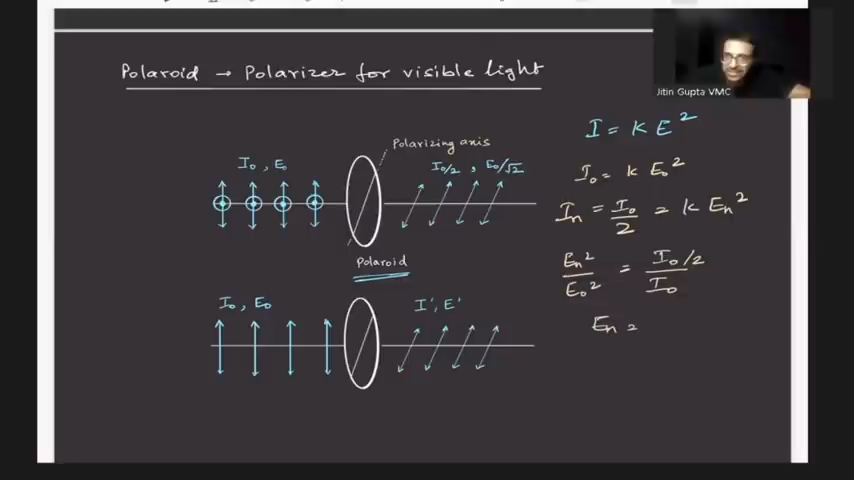 Polaroid → Polarizer for visible light
Jitin Gupta VMC
I = K E²
Polarizing axis
I₀, E₀
I₀/2, E₀/√2
I₀ = K E₀²
Iₙ = I₀/2 = K Eₙ²
Polaroid
Eₙ²/E₀² = I₀/2 / I₀
I₀, E₀
I', E'
Eₙ =